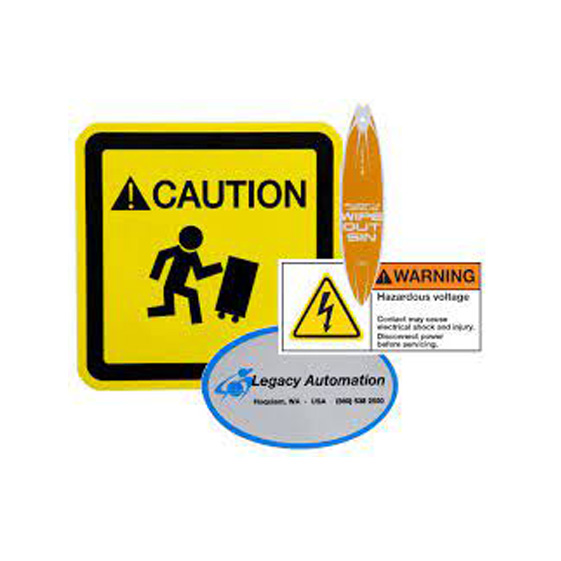 CAUTION
WIPE
OUT
SIN
WARNING
Hazardous voltage
Contact may cause
electrical shock and injury.
Disconnect power
before servicing.
Legacy Automation
Hoquiam, WA - USA